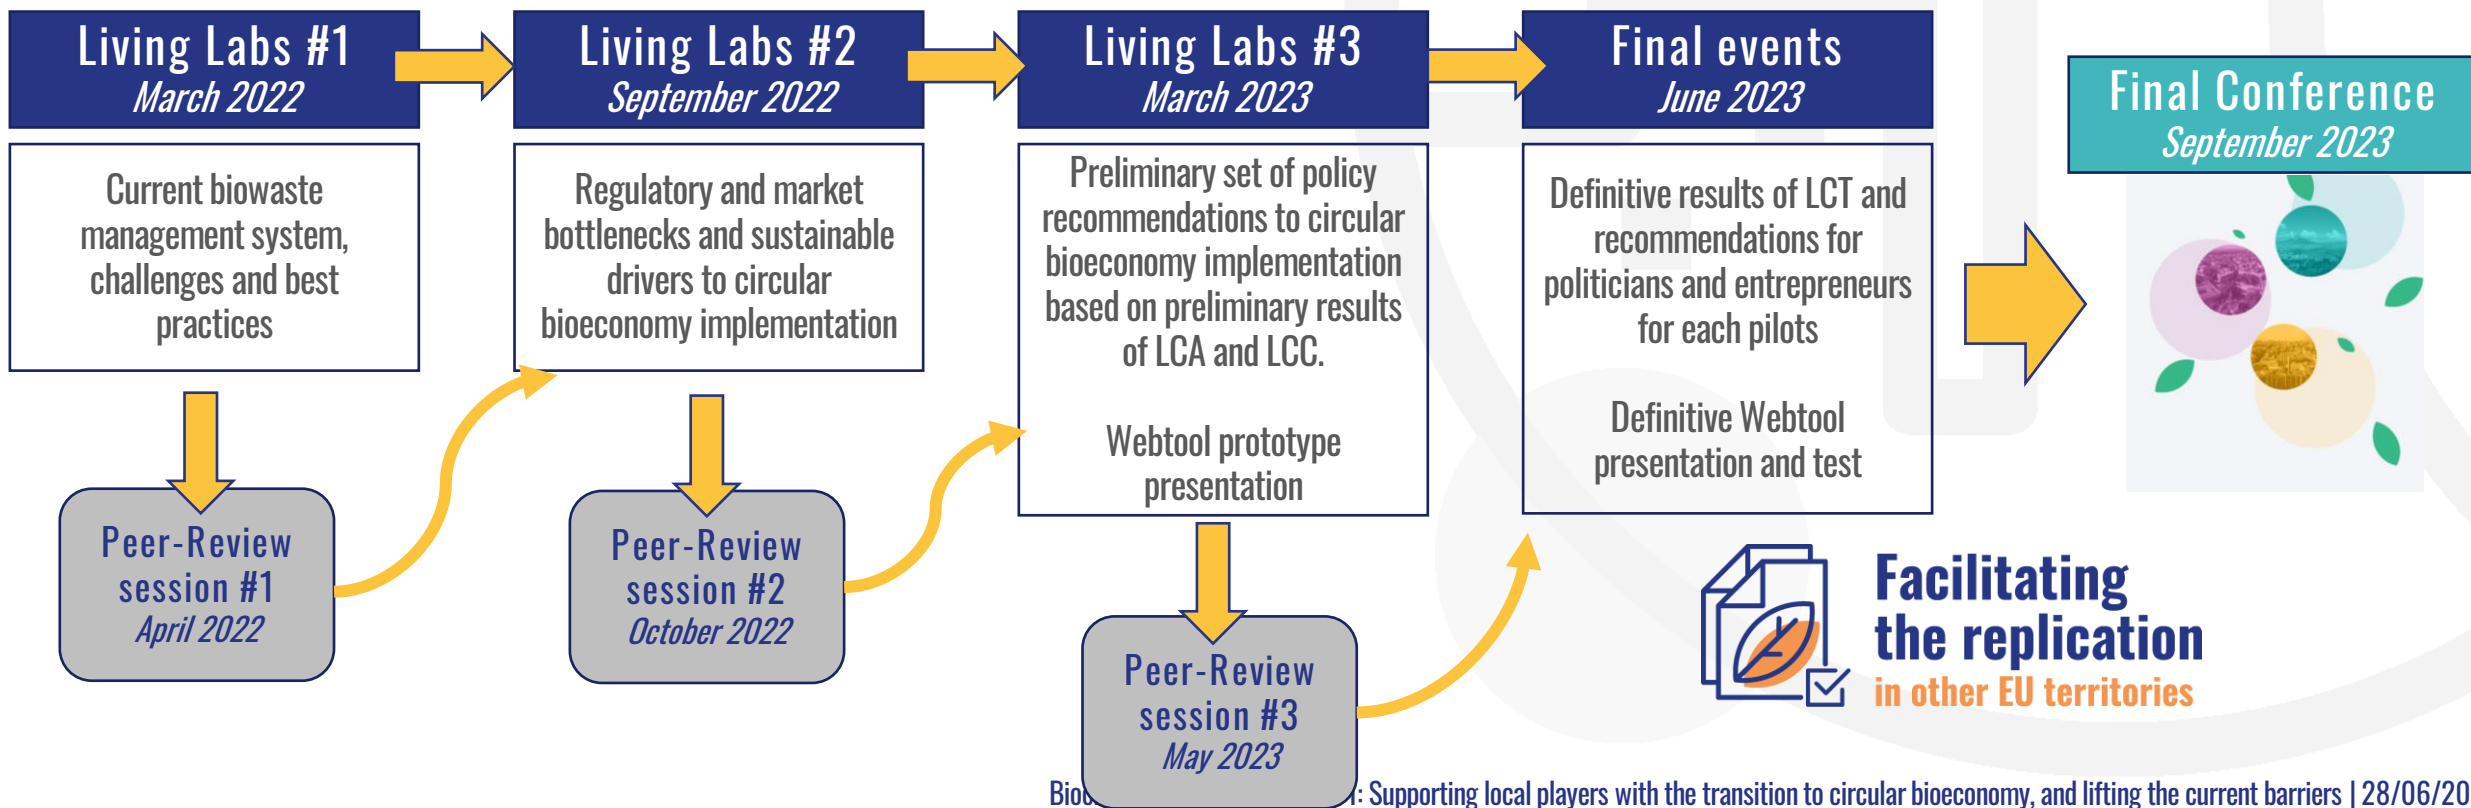 Living Labs #1
March 2022
Current biowaste
management system,
challenges and best
practices
Peer-Review
session #1
April 2022
Living Labs #2
September 2022
Regulatory and market
bottlenecks and sustainable
drivers to circular
bioeconomy implementation
Peer-Review
session #2
October 2022
Living Labs #3
March 2023
Preliminary set of policy
recommendations to circular
bioeconomy implementation
based on preliminary results
of LCA and LCC.
Webtool prototype
presentation
Peer-Review
session #3
May 2023
Final events
June 2023
Definitive results of LCT and
recommendations for
politicians and entrepreneurs
for each pilots
Definitive Webtool
presentation and test
Final Conference
September 2023
Facilitating
the replication
in other EU territories
: Supporting local players with the transition to circular bioeconomy, and lifting the current barriers | 28/06/20